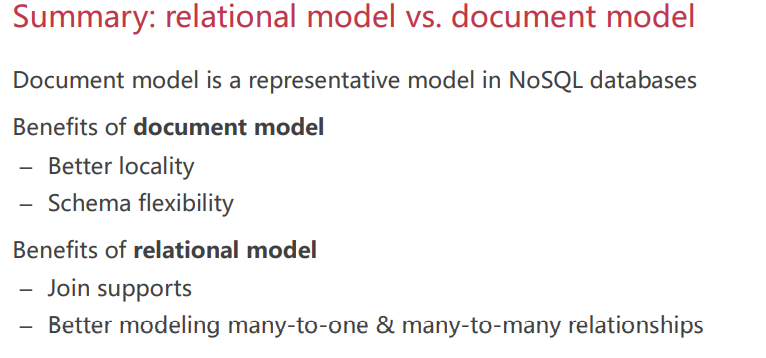 Summary: relational model vs. document model
Document model is a representative model in NoSQL databases
Benefits of document model
– Better locality
– Schema flexibility
Benefits of relational model
– Join supports
– Better modeling many-to-one & many-to-many relationships